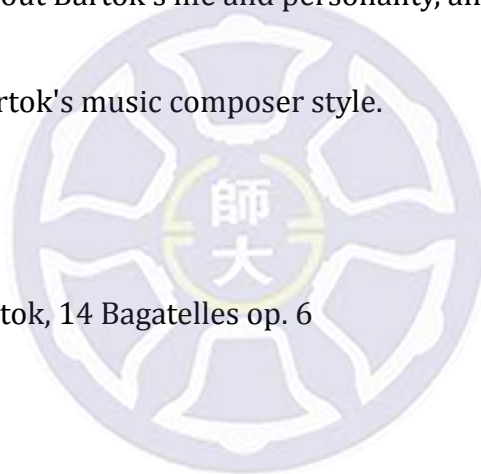 out Bartok's life and personality, an
rtok's music composer style.
師
大
tok, 14 Bagatelles op. 6